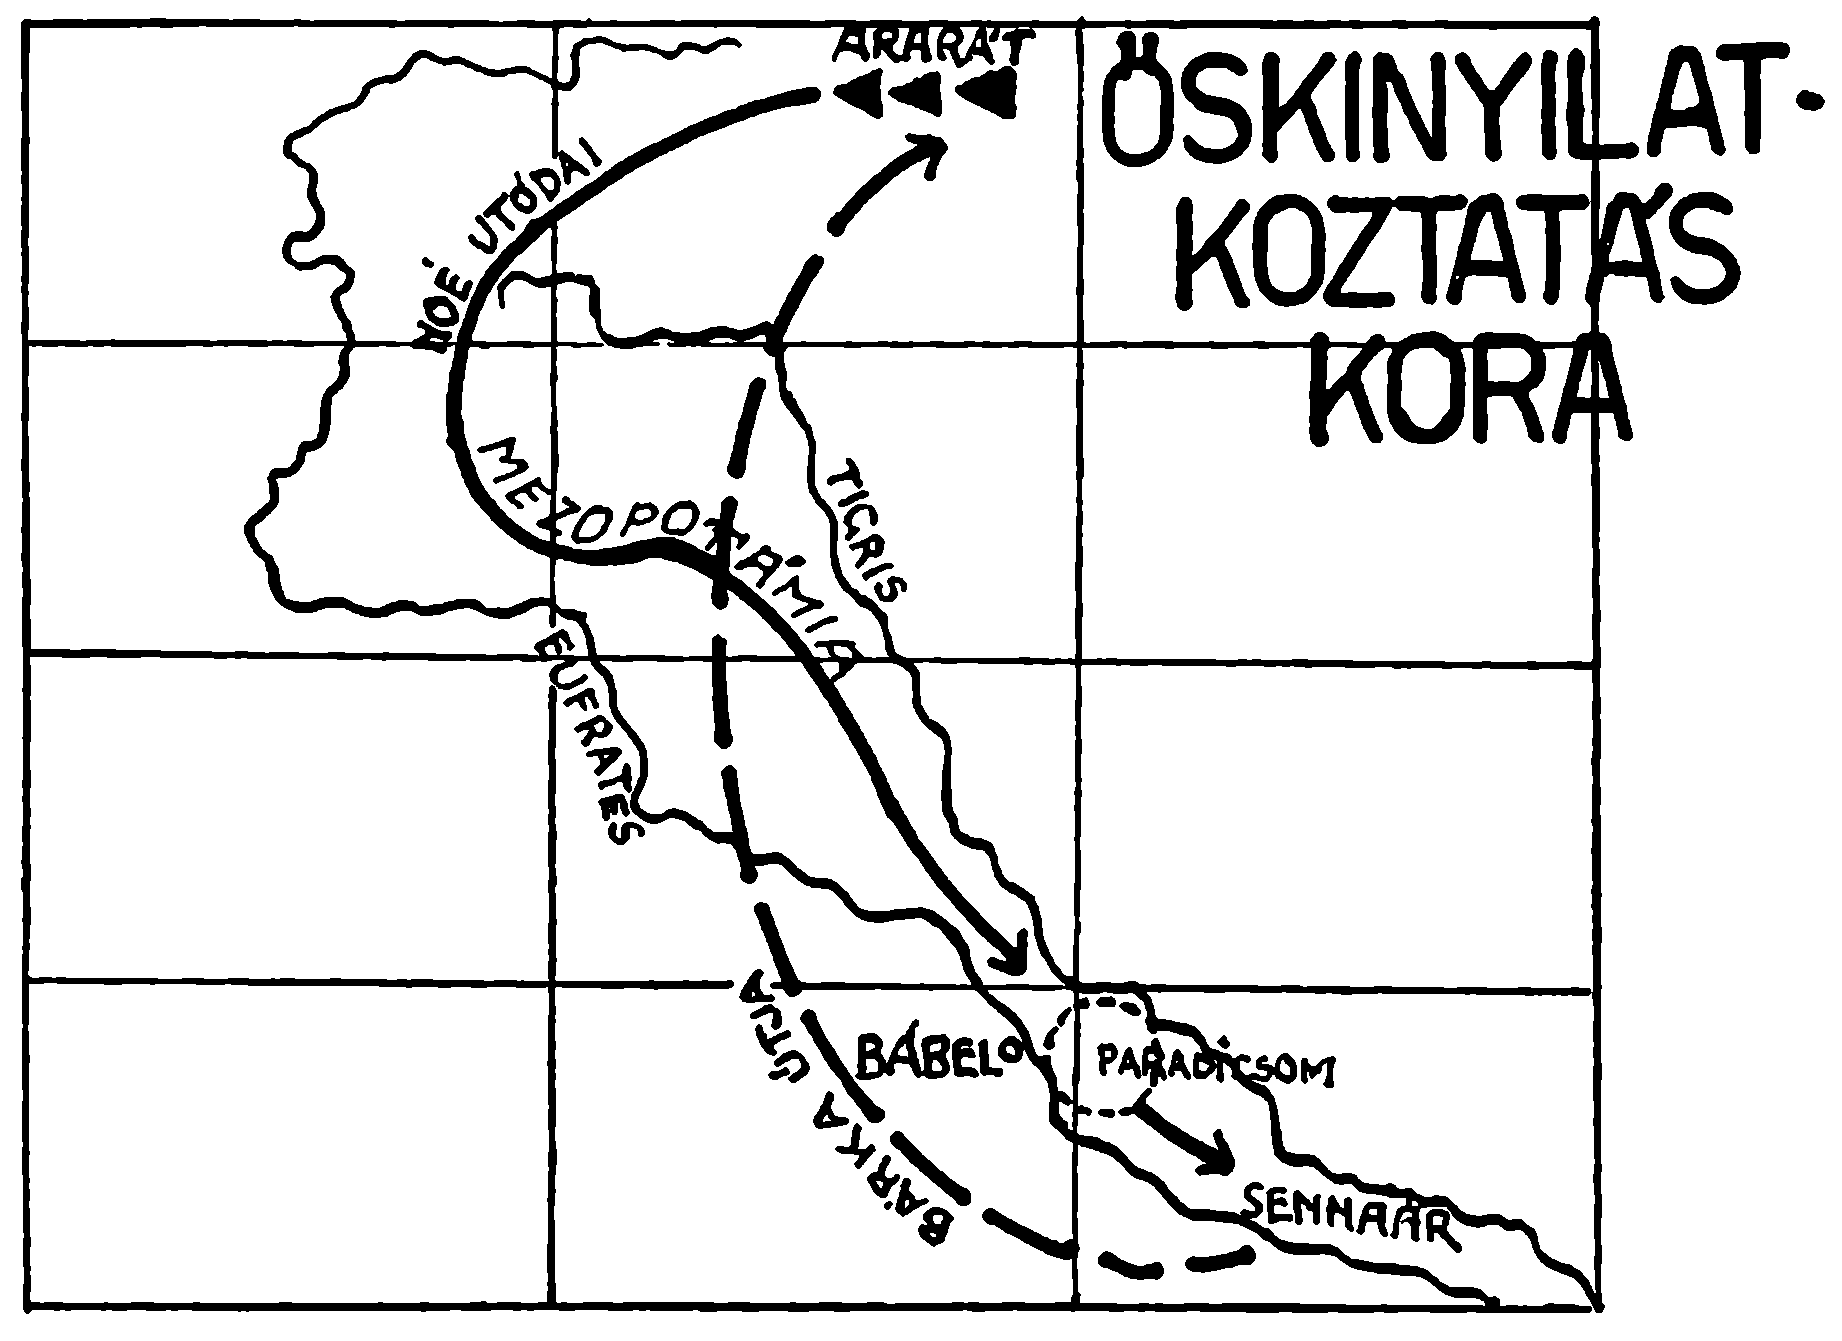 ARARÁT
ŐSKINYILAT-
KOZTATÁS
KORA
NOÉ UTÓDAI
MEZOPOTÁMIA
TIGRIS
EUFRATES
BÁRKA ÚTJA
BÁBEL
PARADICSOM
SENNAÁR